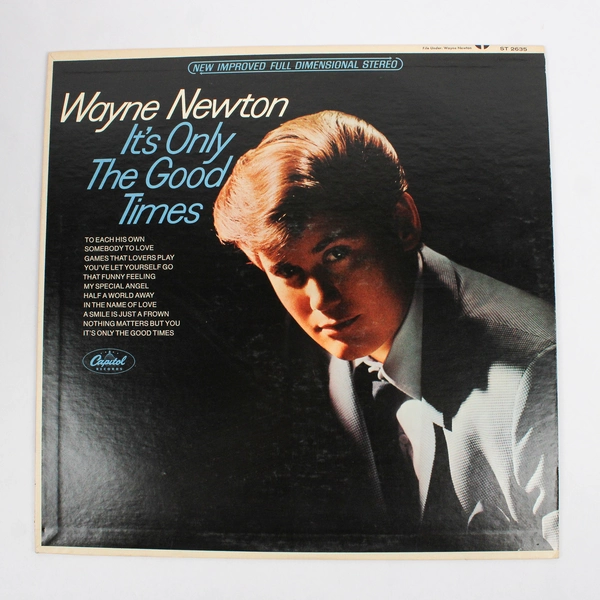 File Under: Wayne Newton
ST 2635
NEW IMPROVED FULL DIMENSIONAL STEREO
Wayne Newton
It's Only
The Good
Times
TO EACH HIS OWN
SOMEBODY TO LOVE
GAMES THAT LOVERS PLAY
YOU'VE LET YOURSELF GO
THAT FUNNY FEELING
MY SPECIAL ANGEL
HALF A WORLD AWAY
IN THE NAME OF LOVE
A SMILE IS JUST A FROWN
NOTHING MATTERS BUT YOU
IT'S ONLY THE GOOD TIMES
Capitol
RECORDS